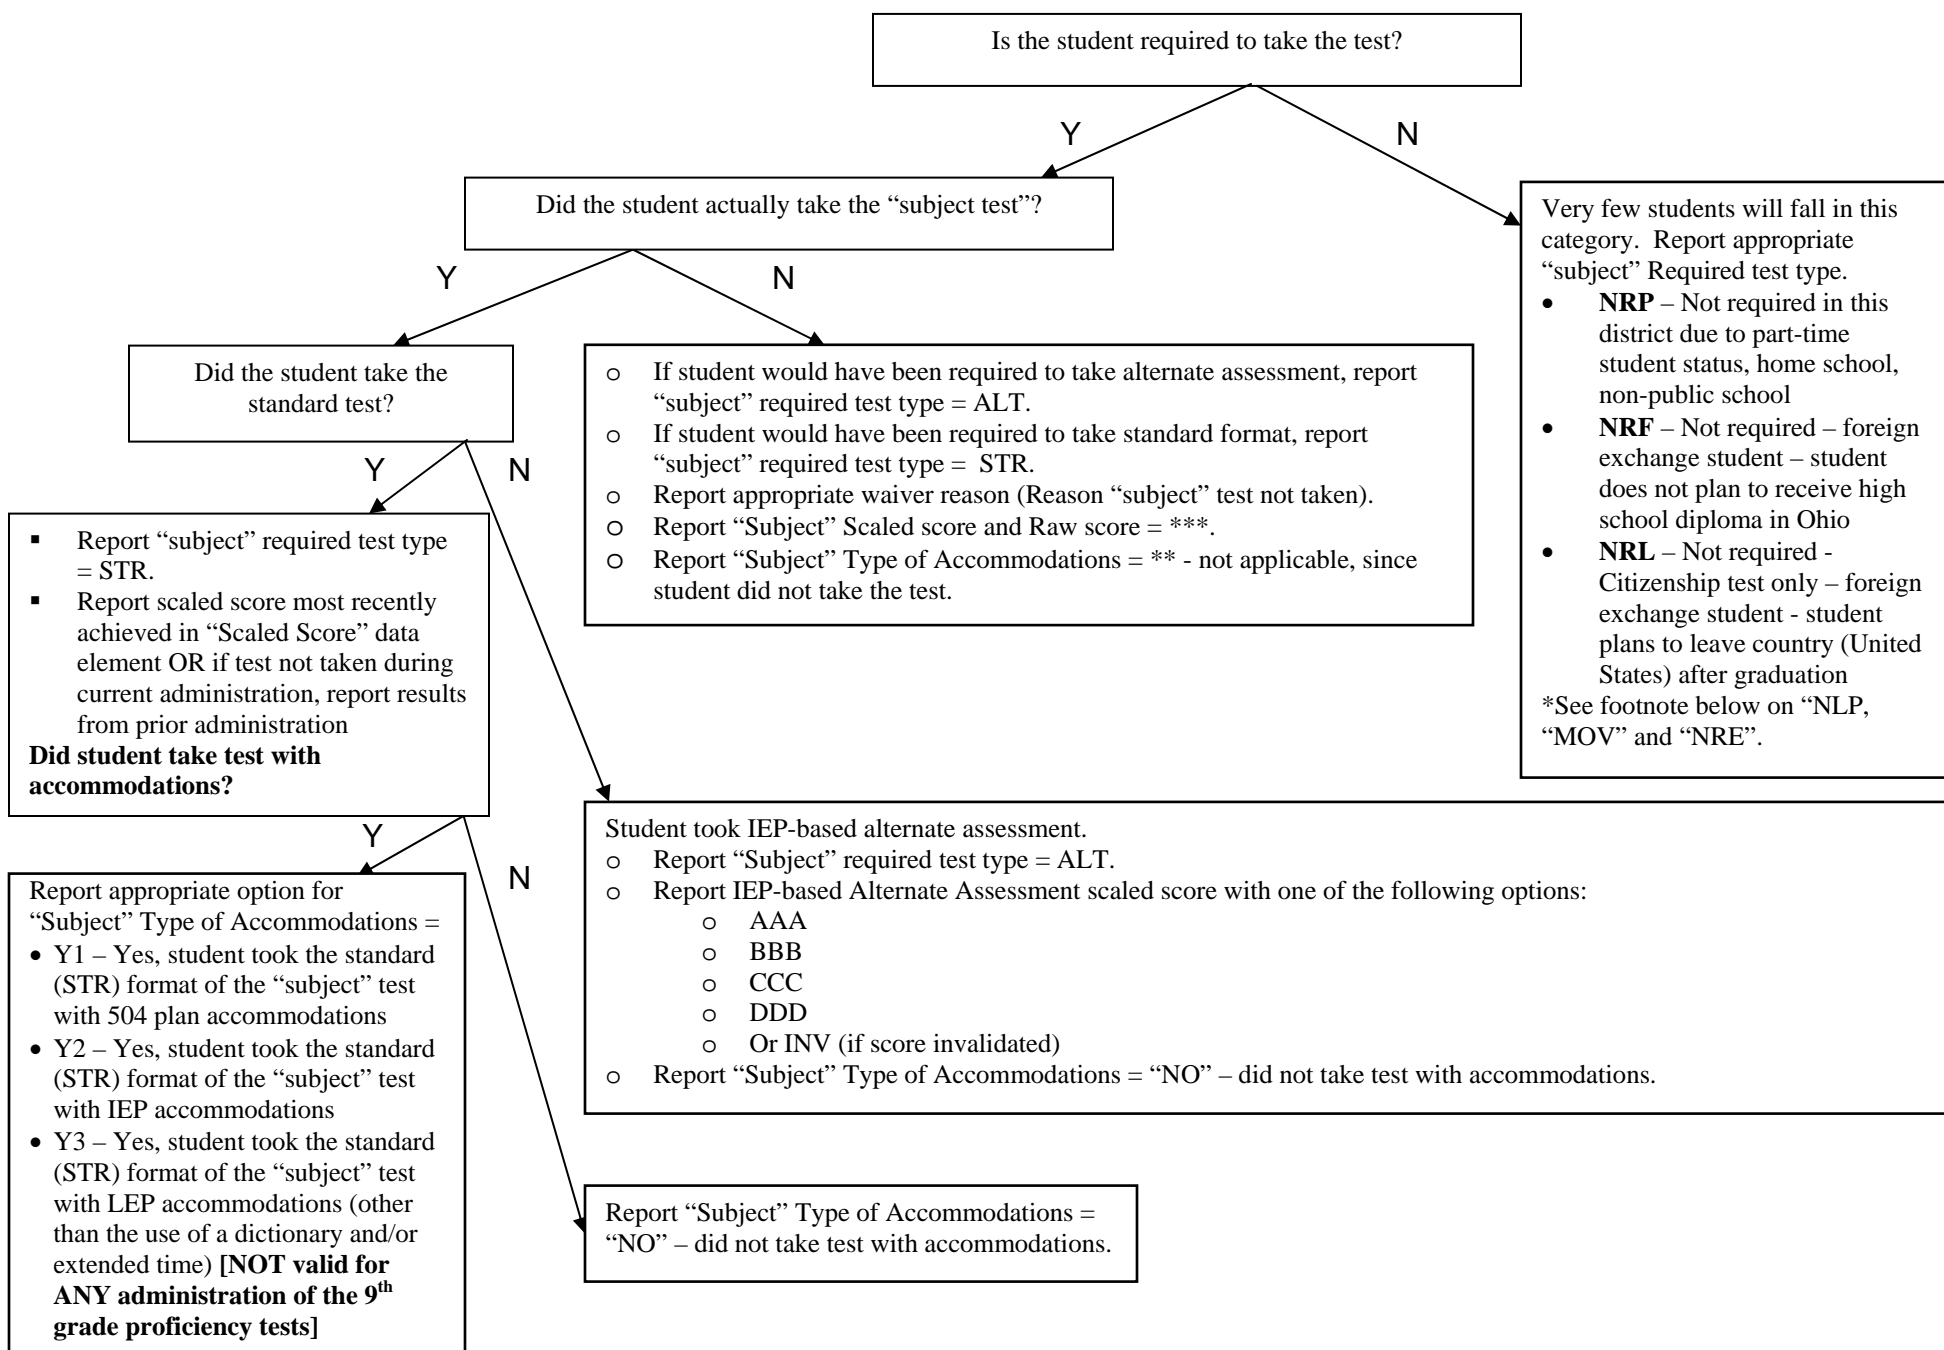 Is the student required to take the test?
Y
N
Did the student actually take the “subject test”?
Y
N
Very few students will fall in this
category.  Report appropriate
“subject” Required test type.
• NRP – Not required in this
district due to part-time
student status, home school,
non-public school
• NRF – Not required – foreign
exchange student – student
does not plan to receive high
school diploma in Ohio
• NRL – Not required -
Citizenship test only – foreign
exchange student - student
plans to leave country (United
States) after graduation
*See footnote below on “NLP,
“MOV” and “NRE”.
Did the student take the
standard test?
Y
N
o If student would have been required to take alternate assessment, report
“subject” required test type = ALT.
o If student would have been required to take standard format, report
“subject” required test type =  STR.
o Report appropriate waiver reason (Reason “subject” test not taken).
o Report “Subject” Scaled score and Raw score = ***.
o Report “Subject” Type of Accommodations = ** - not applicable, since
student did not take the test.
▪ Report “subject” required test type
= STR.
▪ Report scaled score most recently
achieved in “Scaled Score” data
element OR if test not taken during
current administration, report results
from prior administration
Did student take test with
accommodations?
Y
N
Student took IEP-based alternate assessment.
o Report “Subject” required test type = ALT.
o Report IEP-based Alternate Assessment scaled score with one of the following options:
o AAA
o BBB
o CCC
o DDD
o Or INV (if score invalidated)
o Report “Subject” Type of Accommodations = “NO” – did not take test with accommodations.
Report appropriate option for
“Subject” Type of Accommodations =
• Y1 – Yes, student took the standard
(STR) format of the “subject” test
with 504 plan accommodations
• Y2 – Yes, student took the standard
(STR) format of the “subject” test
with IEP accommodations
• Y3 – Yes, student took the standard
(STR) format of the “subject” test
with LEP accommodations (other
than the use of a dictionary and/or
extended time) [NOT valid for
ANY administration of the 9th
grade proficiency tests]
Report “Subject” Type of Accommodations =
“NO” – did not take test with accommodations.